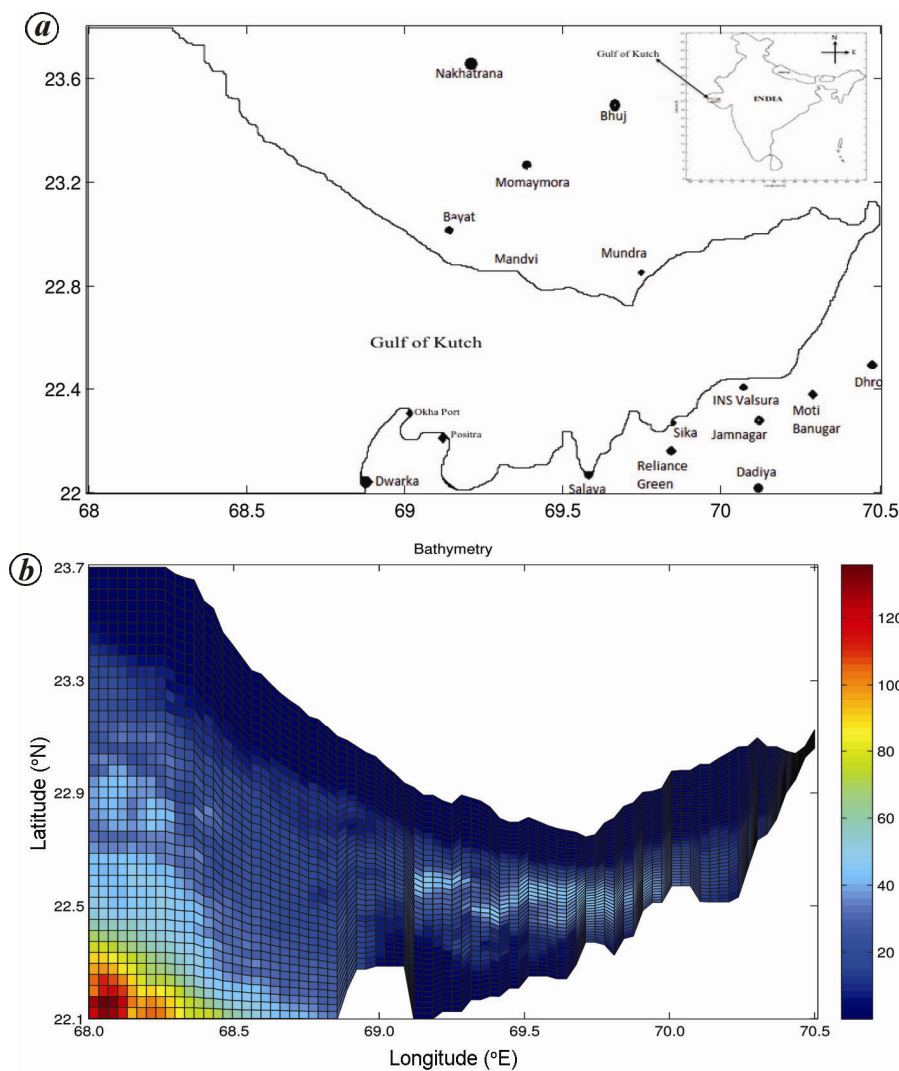 a
23.6
23.2
22.8
22.4
22
68
68.5
69
69.5
70
70.5
Nakhatrana
Bhuj
Momaymora
Bayat
Mandvi
Mundra
Gulf of Kutch
Okha Port
Positra
Dwarka
Salaya
Sika
Reliance
Green
INS Valsura
Jamnagar
Dadiya
Moti
Banugar
Dhro
Gulf of Kutch
N
E
INDIA
b
Bathymetry
23.7
23.3
22.9
22.5
22.1
Latitude (°N)
68.0
68.5
69.0
69.5
70.0
70.5
Longitude (°E)
120
100
80
60
40
20